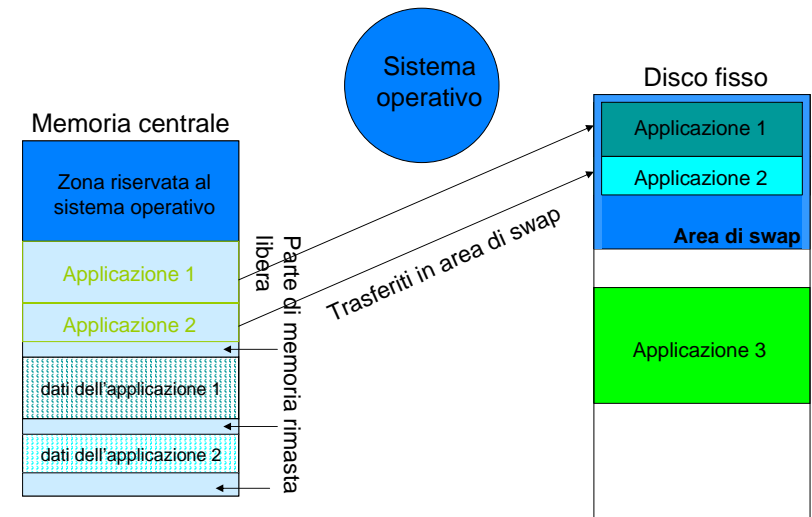 Sistema
operativo
Disco fisso
Memoria centrale
Applicazione 1
Applicazione 2
Area di swap
Zona riservata al
sistema operativo
Applicazione 1
Applicazione 2
Parte di memoria rimasta
libera
Trasferiti in area di swap
Applicazione 3
dati dell'applicazione 1
dati dell'applicazione 2